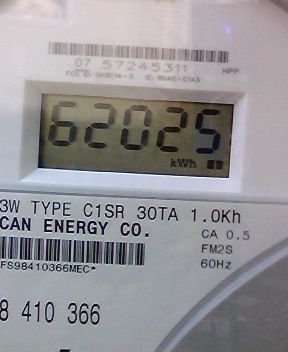 07 57245311
NPP
62025
kWh
3W TYPE C1SR 30TA 1.0Kh
CAN ENERGY CO.
CA 0.5
FM2S
60Hz
FS98410366MEC*
8 410 366